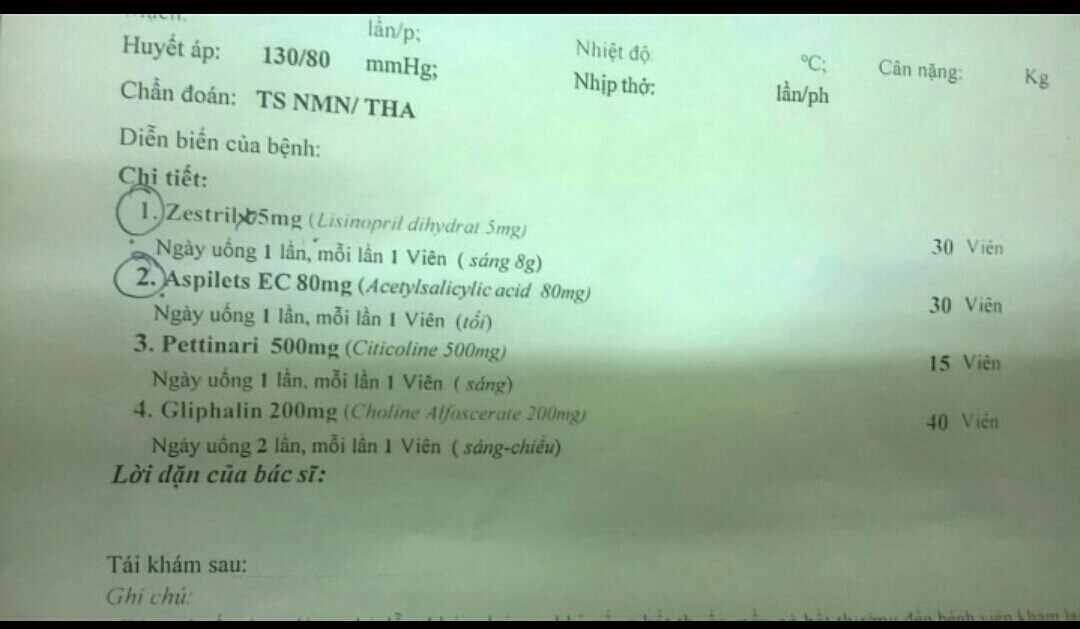 lần/p;
Huyết áp: 130/80 mmHg; Nhiệt độ °C; Cân nặng: Kg
Nhịp thở: lần/ph
Chẩn đoán: TS NMN/ THA
Diễn biến của bệnh:
Chi tiết:
1. Zestril 5mg (Lisinopril dihydrat 5mg) 30 Viên
Ngày uống 1 lần, mỗi lần 1 Viên ( sáng 8g)
2. Aspilets EC 80mg (Acetylsalicylic acid 80mg) 30 Viên
Ngày uống 1 lần, mỗi lần 1 Viên (tối)
3. Pettinari 500mg (Citicoline 500mg) 15 Viên
Ngày uống 1 lần, mỗi lần 1 Viên ( sáng)
4. Gliphalin 200mg (Choline Alfoscerate 200mg) 40 Viên
Ngày uống 2 lần, mỗi lần 1 Viên ( sáng-chiều)
Lời dặn của bác sĩ:
Tái khám sau:
Ghi chú: